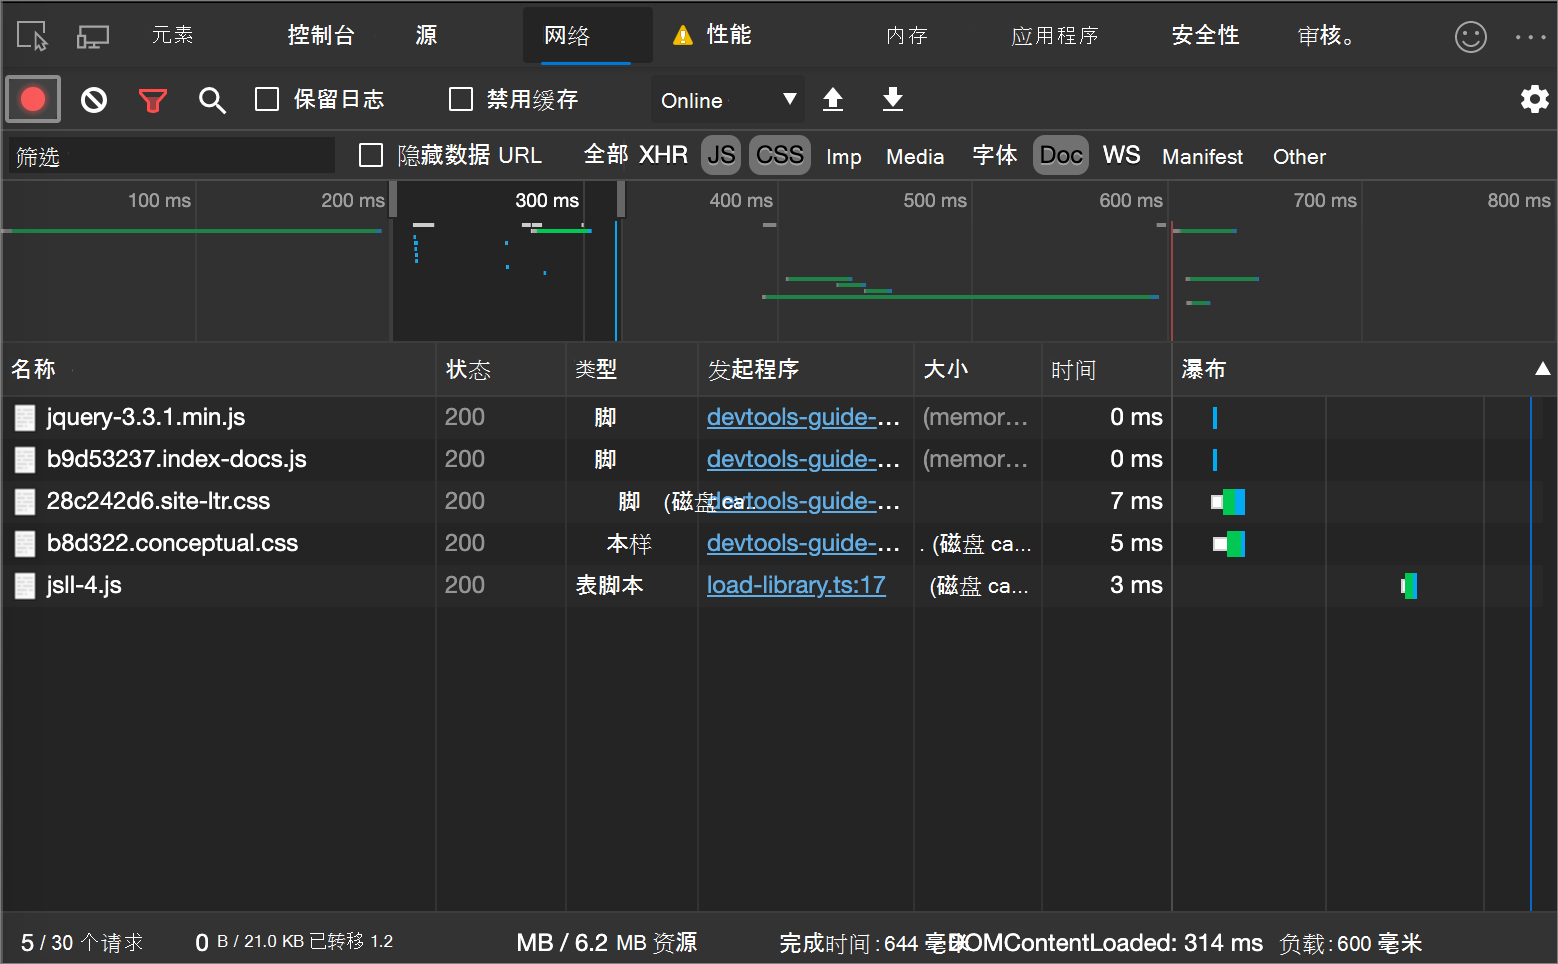 元素 控制台 源 网络 性能 内存 应用程序 安全性 审核。
保留日志 禁用缓存 Online
筛选 隐藏数据 URL 全部 XHR JS CSS Imp Media 字体 Doc WS Manifest Other
100 ms 200 ms 300 ms 400 ms 500 ms 600 ms 700 ms 800 ms
名称 状态 类型 发起程序 大小 时间 瀑布
jquery-3.3.1.min.js 200 脚 devtools-guide-... (memor... 0 ms
b9d53237.index-docs.js 200 脚 devtools-guide-... (memor... 0 ms
28c242d6.site-ltr.css 200 脚 (磁盘 ca... devtools-guide-... 7 ms
b8d322.conceptual.css 200 本样 devtools-guide-... . (磁盘 ca... 5 ms
jsll-4.js 200 表脚本 load-library.ts:17 (磁盘 ca... 3 ms
5 / 30 个请求 0 B / 21.0 KB 已转移 1.2 MB / 6.2 MB 资源 完成时间:644 毫 DOMContentLoaded: 314 ms 负载:600 毫米